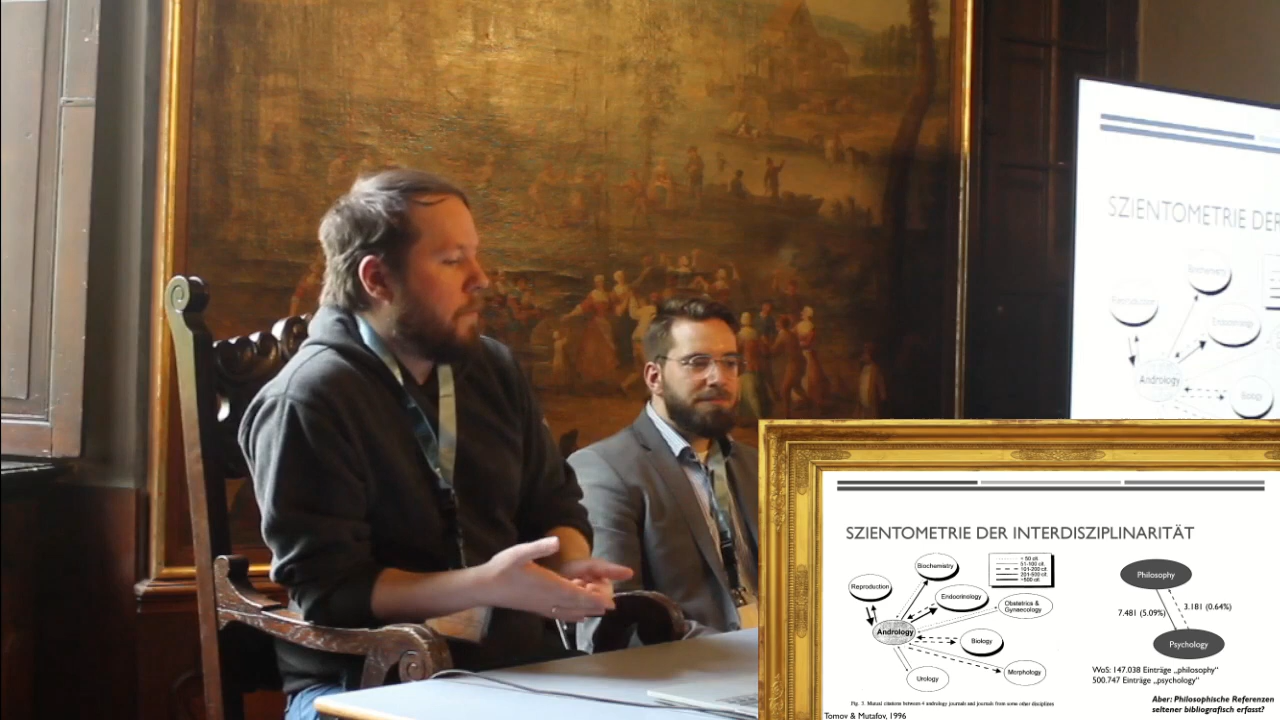 SZIENTOMETRIE DER
Biochemistry
Reproduction
Endocrinology
Andrology
Biology
SZIENTOMETRIE DER INTERDISZIPLINARITÄT
Biochemistry
< 50 cit
51-100 cit
101-200 cit
201-500 cit
>500 cit
Reproduction
Endocrinology
Obstetrics &
Gynaecology
Andrology
Biology
Urology
Morphology
Fig. 3. Mutual citations between 4 andrology journals and journals from some other disciplines
Tomov & Mutafov, 1996
Philosophy
7.481 (5.09%)
3.181 (0.64%)
Psychology
WoS: 147.038 Einträge „philosophy“
500.747 Einträge „psychology“
Aber: Philosophische Referenzen
seltener bibliografisch erfasst?